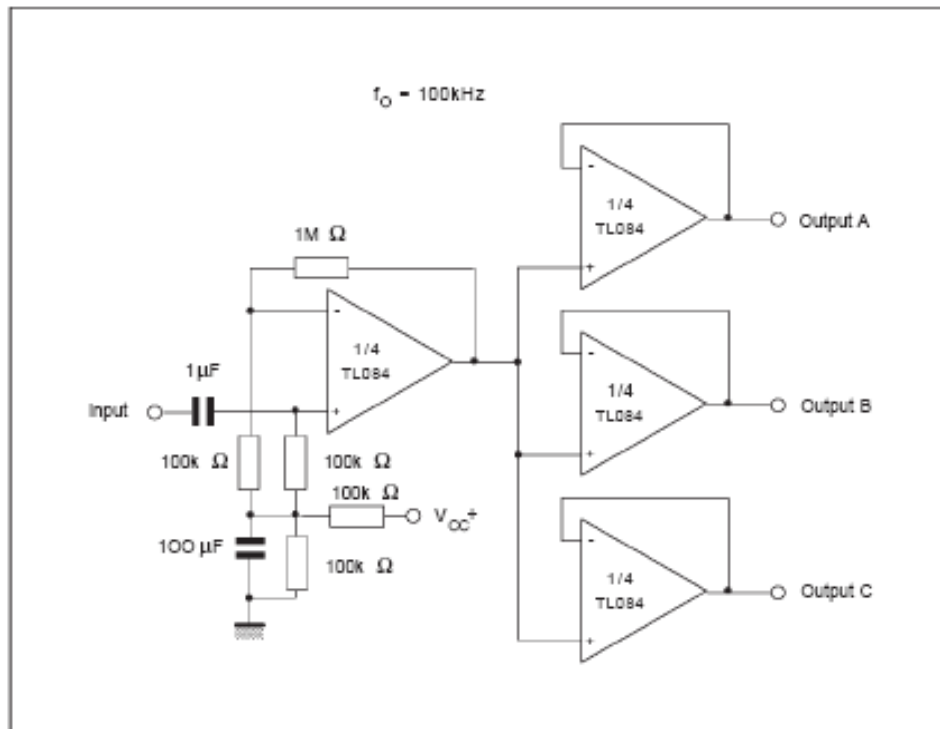 fO = 100kHz
1/4
TL084
Output A
1M Ω
1/4
TL084
1µF
Input
100k Ω
100k Ω
100k Ω
VCC+
100 µF
100k Ω
1/4
TL084
Output B
1/4
TL084
Output C
-
+
-
+
-
+
-
+